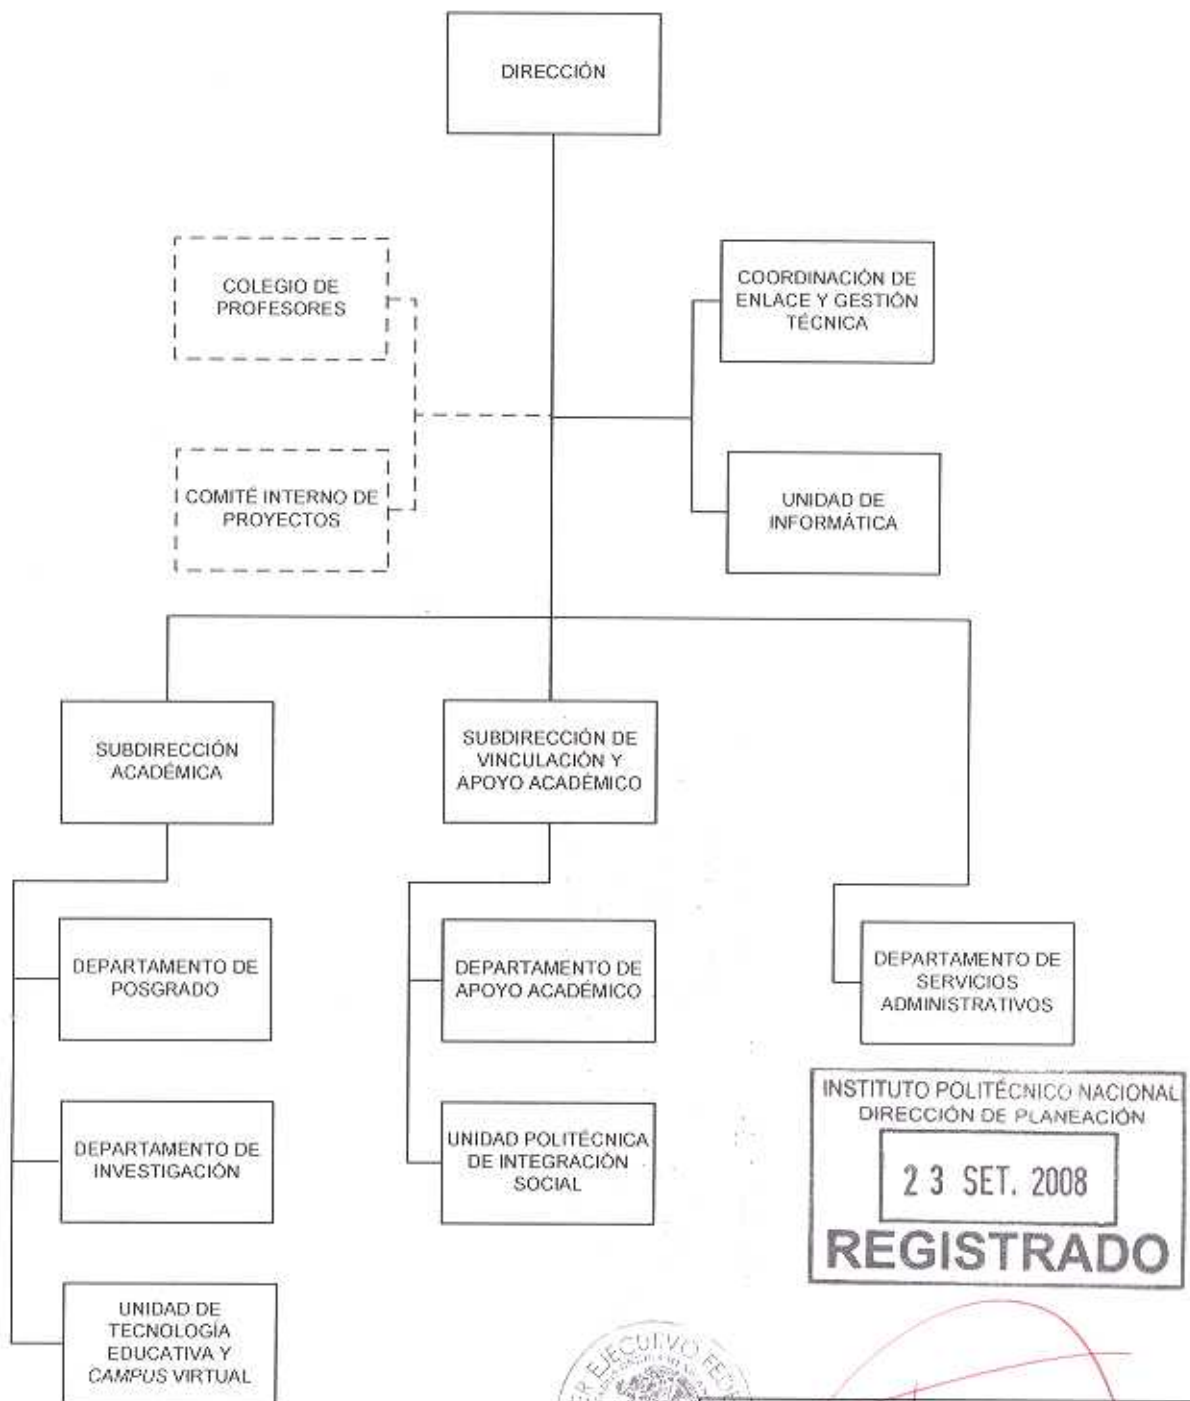 DIRECCIÓN
COLEGIO DE
PROFESORES
COORDINACIÓN DE
ENLACE Y GESTIÓN
TÉCNICA
COMITÉ INTERNO DE
PROYECTOS
UNIDAD DE
INFORMÁTICA
SUBDIRECCIÓN
ACADÉMICA
SUBDIRECCIÓN DE
VINCULACIÓN Y
APOYO ACADÉMICO
DEPARTAMENTO DE
POSGRADO
DEPARTAMENTO DE
APOYO ACADÉMICO
DEPARTAMENTO DE
SERVICIOS
ADMINISTRATIVOS
DEPARTAMENTO DE
INVESTIGACIÓN
UNIDAD POLITÉCNICA
DE INTEGRACIÓN
SOCIAL
INSTITUTO POLITÉCNICO NACIONAL
DIRECCIÓN DE PLANEACIÓN
23 SET. 2008
REGISTRADO
UNIDAD DE
TECNOLOGÍA
EDUCATIVA Y
CAMPUS VIRTUAL